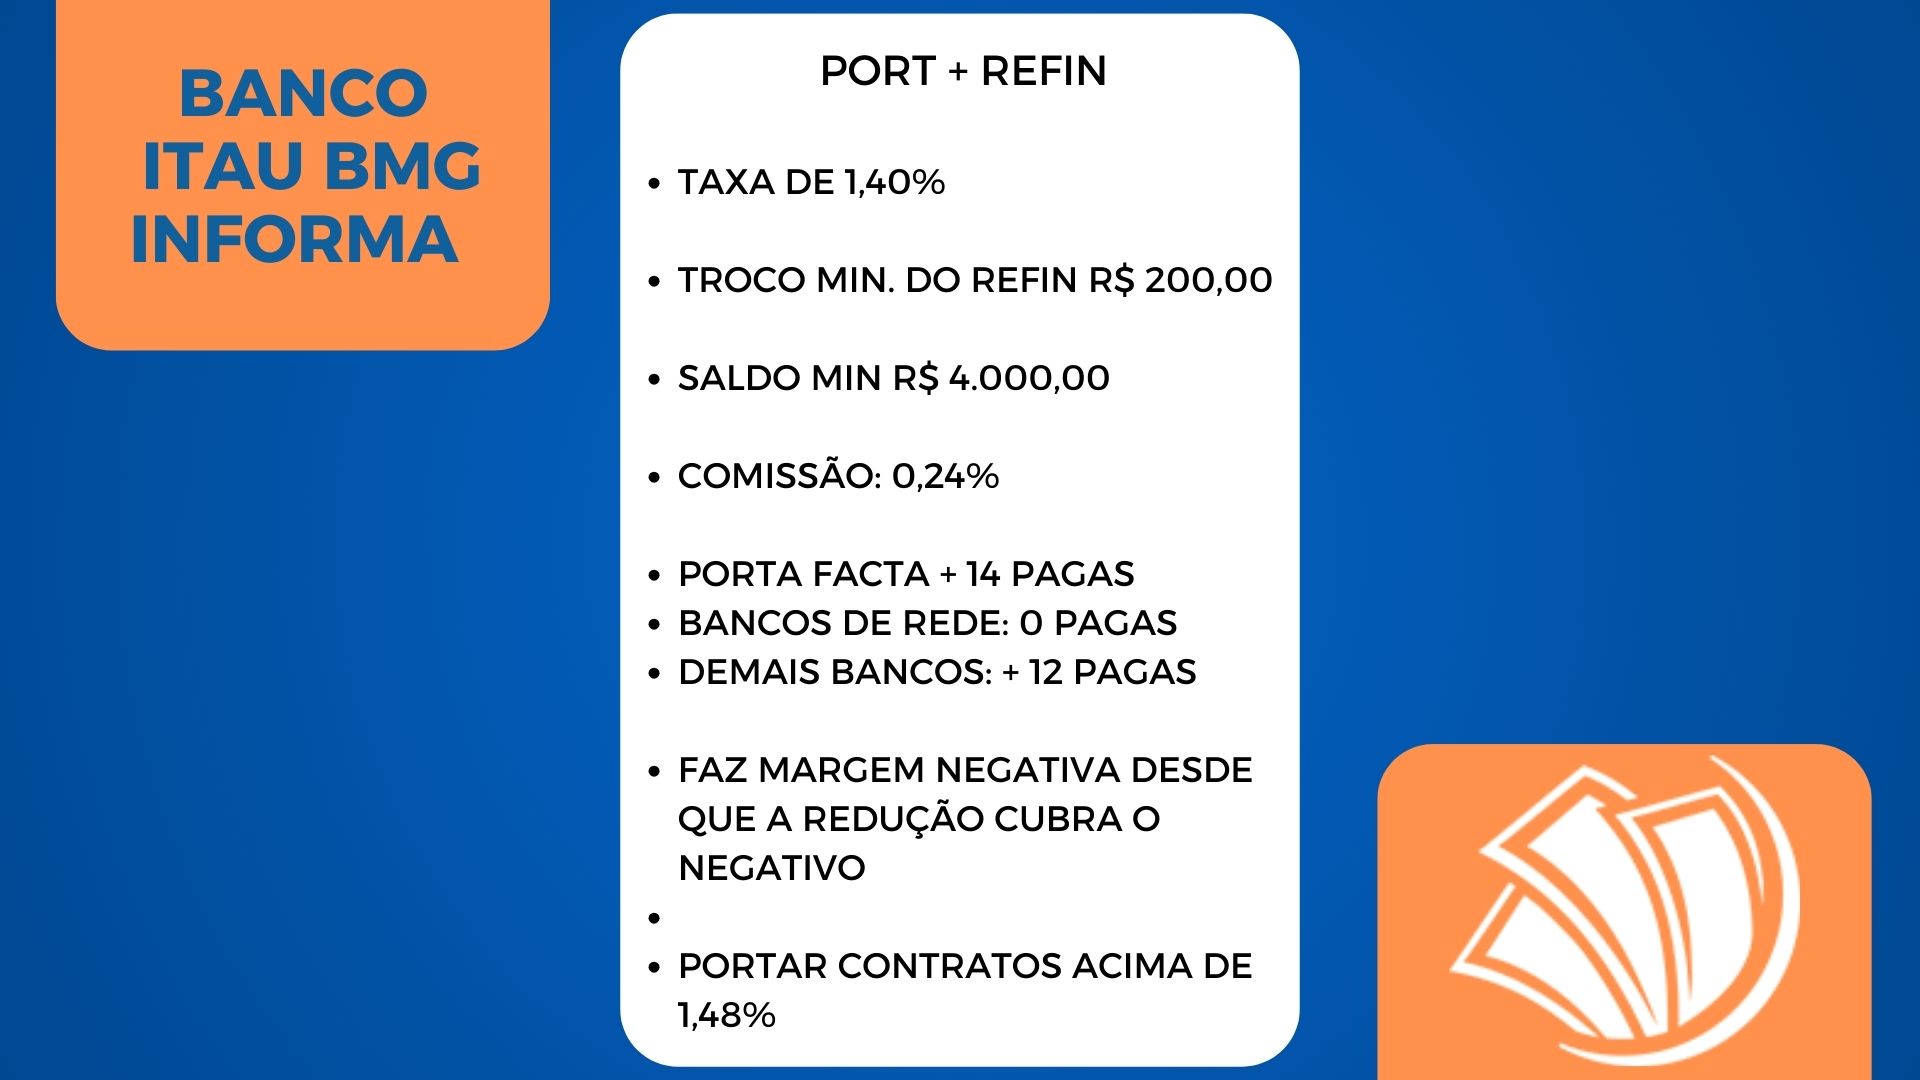 BANCO
ITAU BMG
INFORMA
PORT + REFIN
• TAXA DE 1,40%
• TROCO MIN. DO REFIN R$ 200,00
• SALDO MIN R$ 4.000,00
• COMISSÃO: 0,24%
• PORTA FACTA + 14 PAGAS
• BANCOS DE REDE: 0 PAGAS
• DEMAIS BANCOS: + 12 PAGAS
• FAZ MARGEM NEGATIVA DESDE
QUE A REDUÇÃO CUBRA O
NEGATIVO
•
• PORTAR CONTRATOS ACIMA DE
1,48%